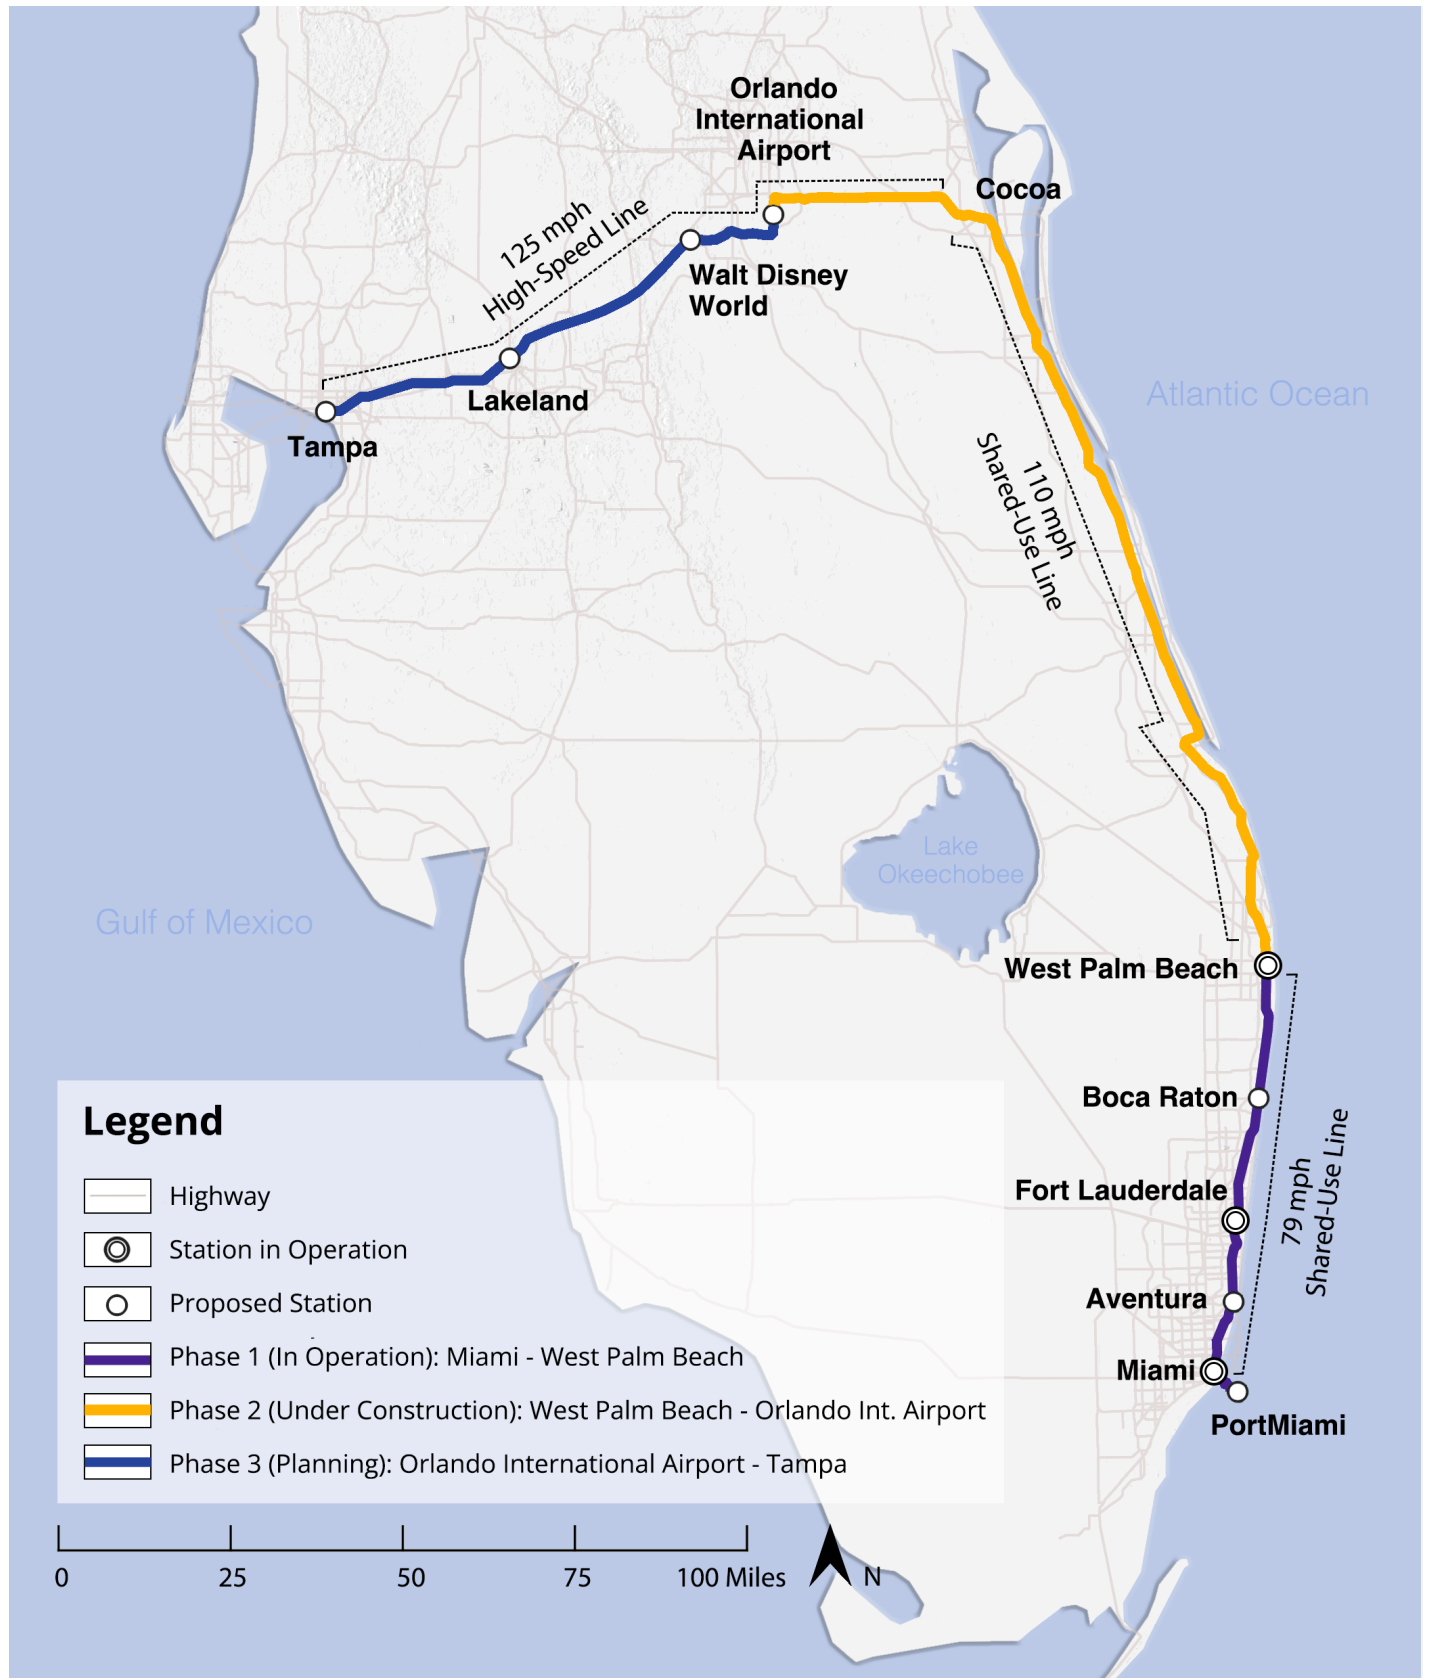 Orlando
International
Airport
Cocoa
125 mph
High-Speed Line
Walt Disney
World
Lakeland
Tampa
Atlantic Ocean
110 mph
Shared-Use Line
Lake
Okeechobee
Gulf of Mexico
West Palm Beach
Boca Raton
Fort Lauderdale
79 mph
Shared-Use Line
Aventura
Miami
PortMiami
Legend
Highway
Station in Operation
Proposed Station
Phase 1 (In Operation): Miami - West Palm Beach
Phase 2 (Under Construction): West Palm Beach - Orlando Int. Airport
Phase 3 (Planning): Orlando International Airport - Tampa
0 25 50 75 100 Miles
N